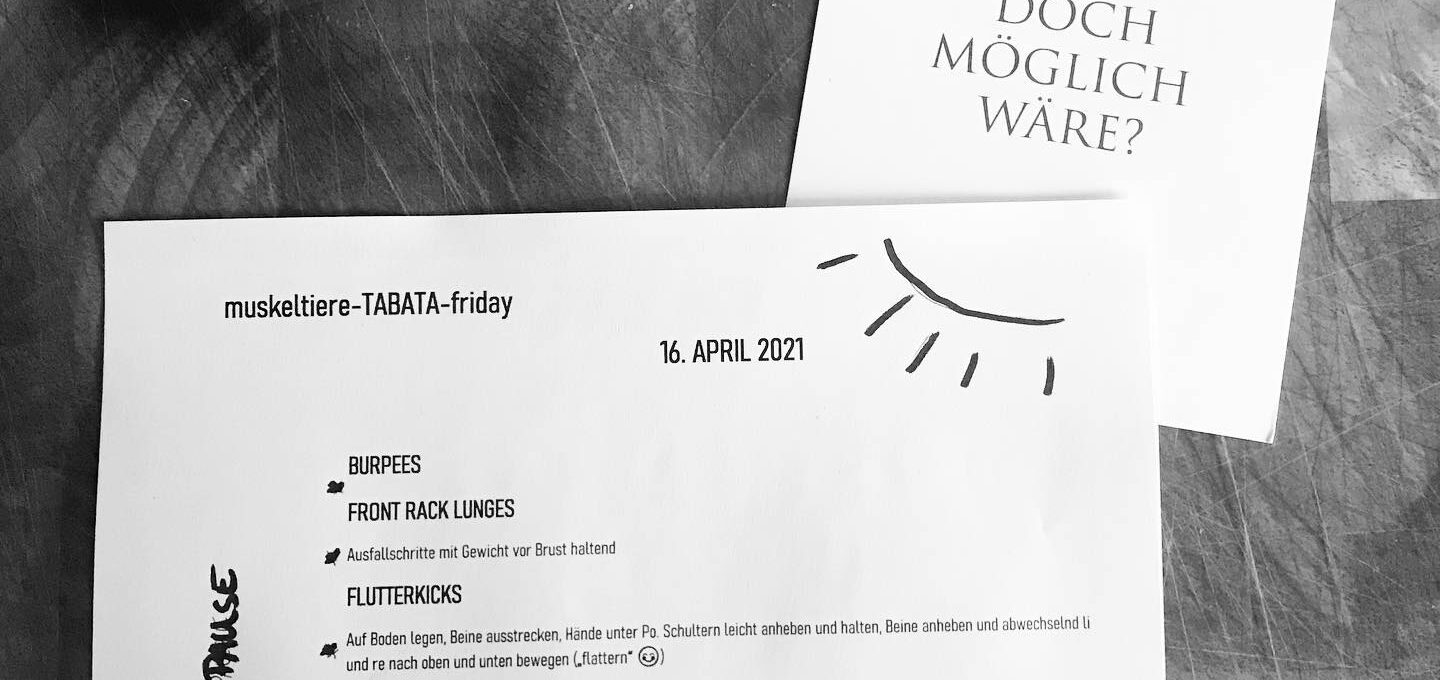 DOCH
MÖGLICH
WÄRE?
muskeltiere-TABATA-friday
16. APRIL 2021
BURPEES
FRONT RACK LUNGES
Ausfallschritte mit Gewicht vor Brust haltend
FLUTTERKICKS
Auf Boden legen, Beine ausstrecken, Hände unter Po. Schultern leicht anheben und halten, Beine anheben und abwechselnd li
und re nach oben und unten bewegen („flattern“ 😊)
PAUSE